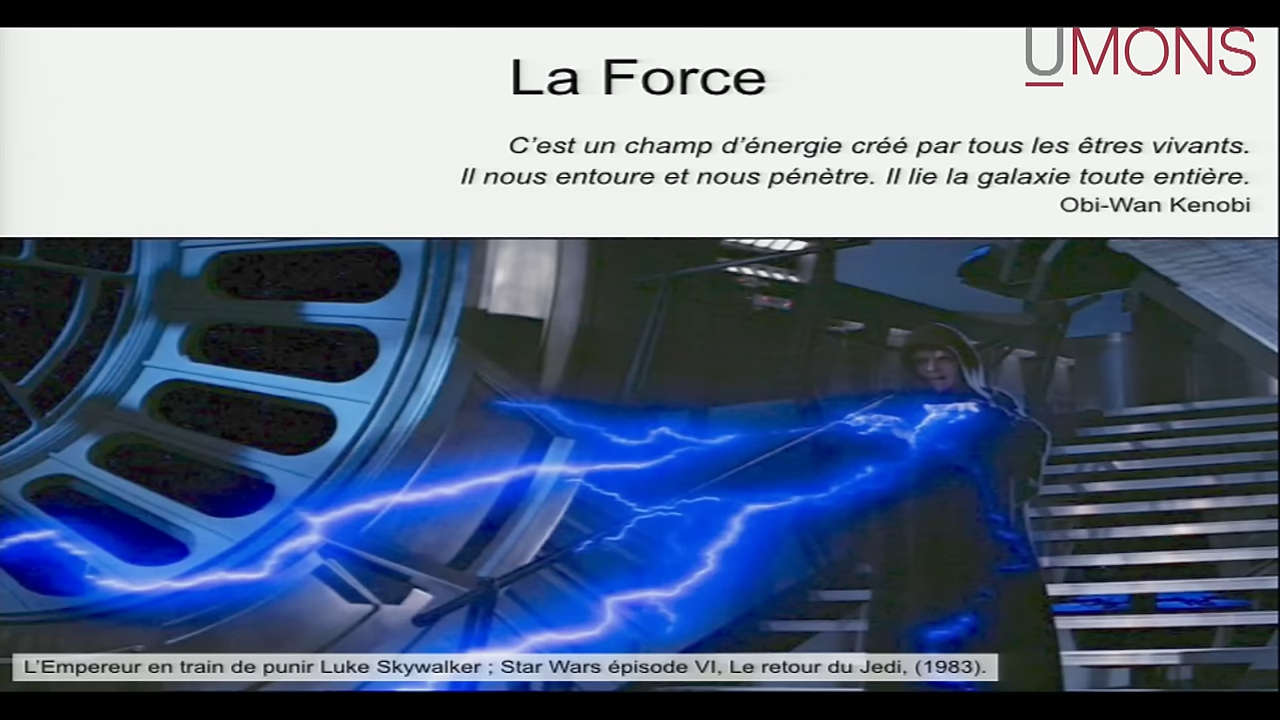 UMONS
La Force
C'est un champ d'énergie créé par tous les êtres vivants.
Il nous entoure et nous pénètre. Il lie la galaxie toute entière.
Obi-Wan Kenobi
L'Empereur en train de punir Luke Skywalker ; Star Wars épisode VI, Le retour du Jedi, (1983).